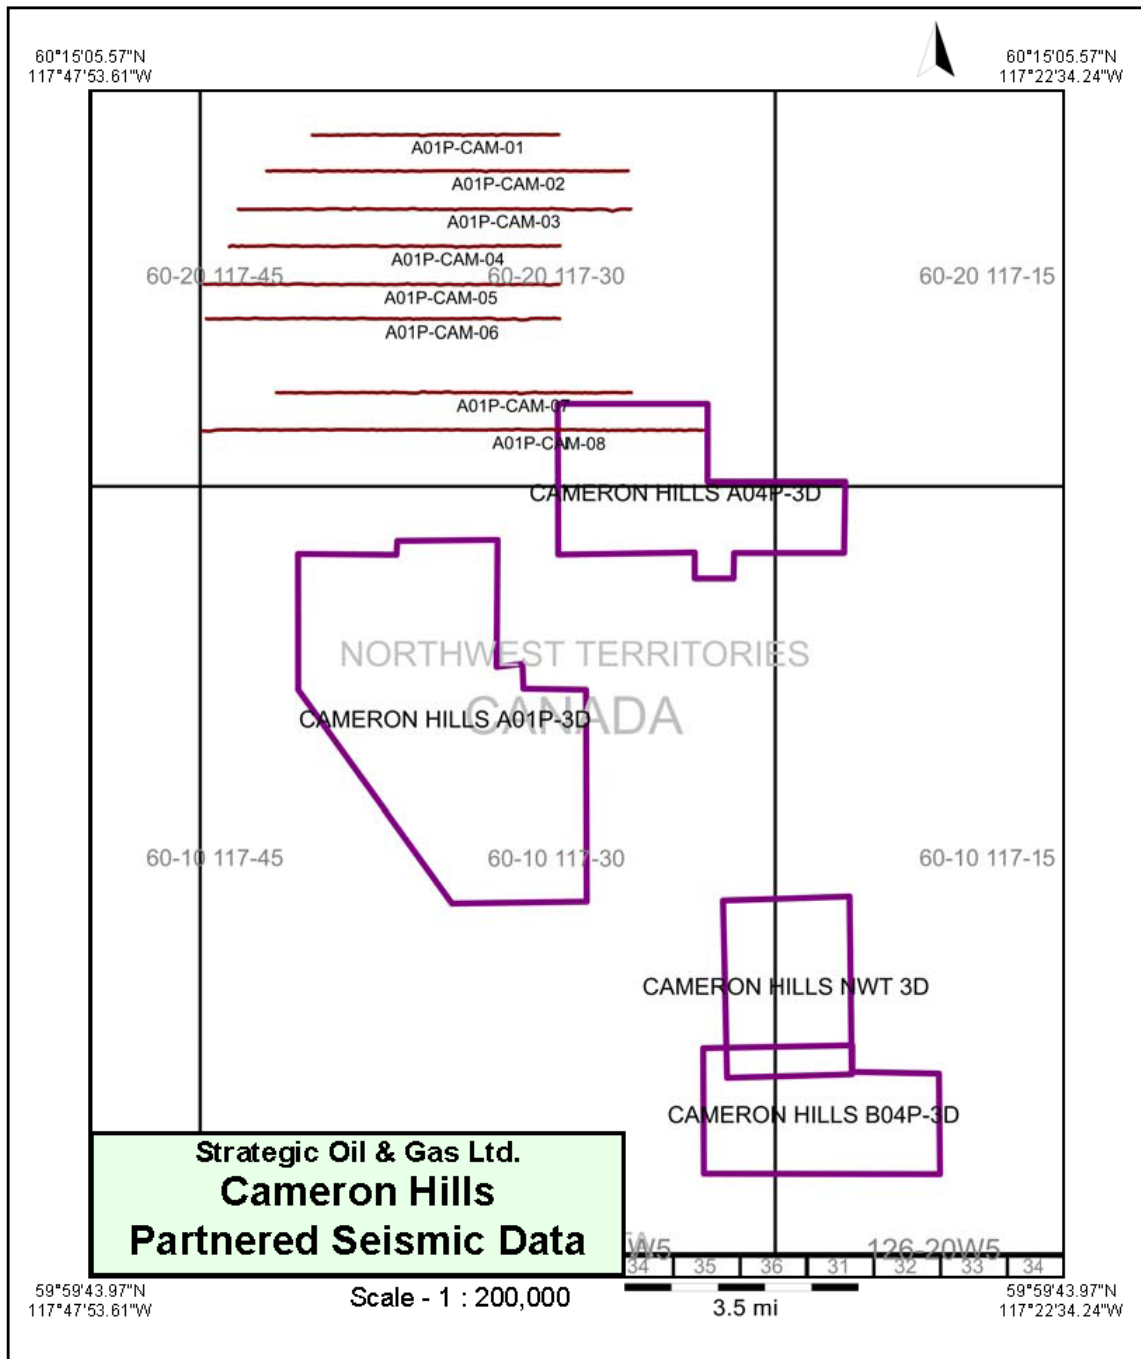 60°15'05.57"N
117°47'53.61"W
60°15'05.57"N
117°22'34.24"W
A01P-CAM-01
A01P-CAM-02
A01P-CAM-03
A01P-CAM-04
60-20 117-45
60-20 117-30
60-20 117-15
A01P-CAM-05
A01P-CAM-06
A01P-CAM-07
A01P-CAM-08
CAMERON HILLS A04P-3D
NORTHWEST TERRITORIES
CANADA
CAMERON HILLS A01P-3D
60-10 117-45
60-10 117-30
60-10 117-15
CAMERON HILLS NWT 3D
CAMERON HILLS B04P-3D
Strategic Oil & Gas Ltd.
Cameron Hills
Partnered Seismic Data
W5
126-20W5
34 35 36 31 32 33 34
59°59'43.97"N
117°47'53.61"W
Scale - 1 : 200,000
3.5 mi
59°59'43.97"N
117°22'34.24"W